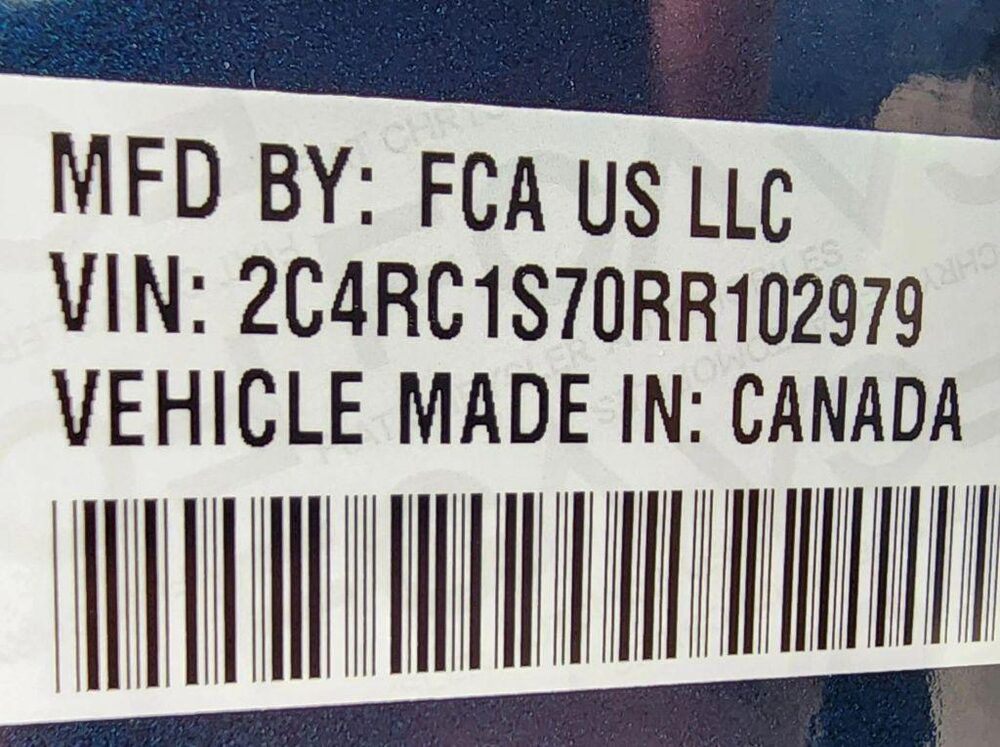 MFD BY: FCA US LLC
VIN: 2C4RC1S70RR102979
VEHICLE MADE IN: CANADA